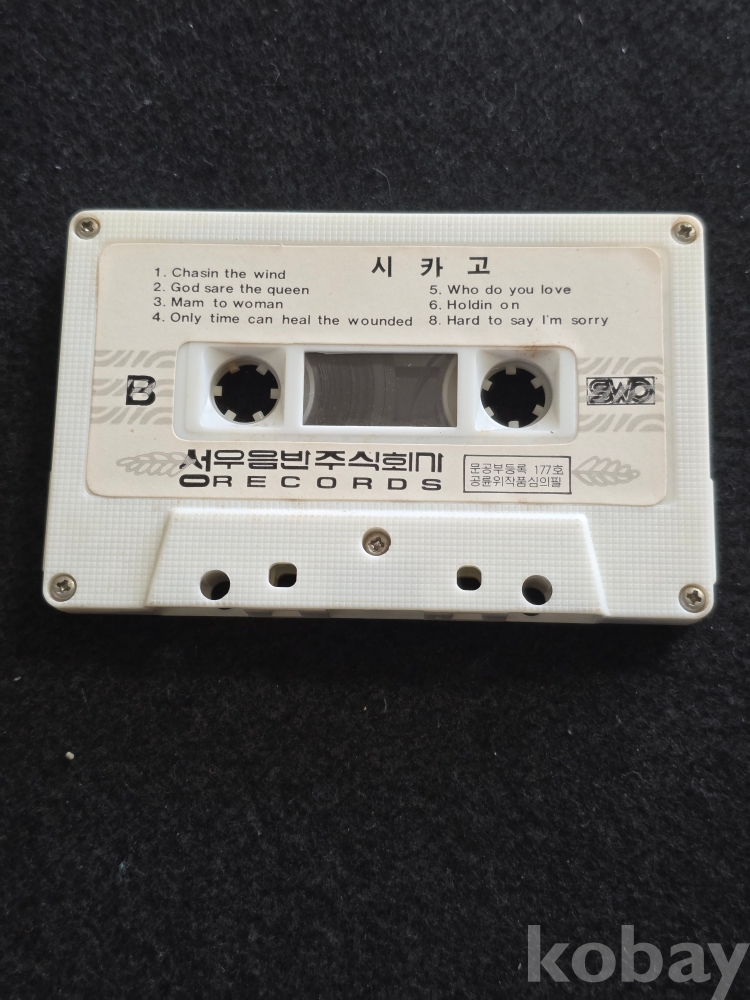 시 카 고
1. Chasin the wind
2. God sare the queen
3. Mam to woman
4. Only time can heal the wounded
5. Who do you love
6. Holdin on
8. Hard to say I'm sorry
B
SWO
성우음반주식회사
RECORDS
문공부등록 177호
공륜위작품심의필
kobay